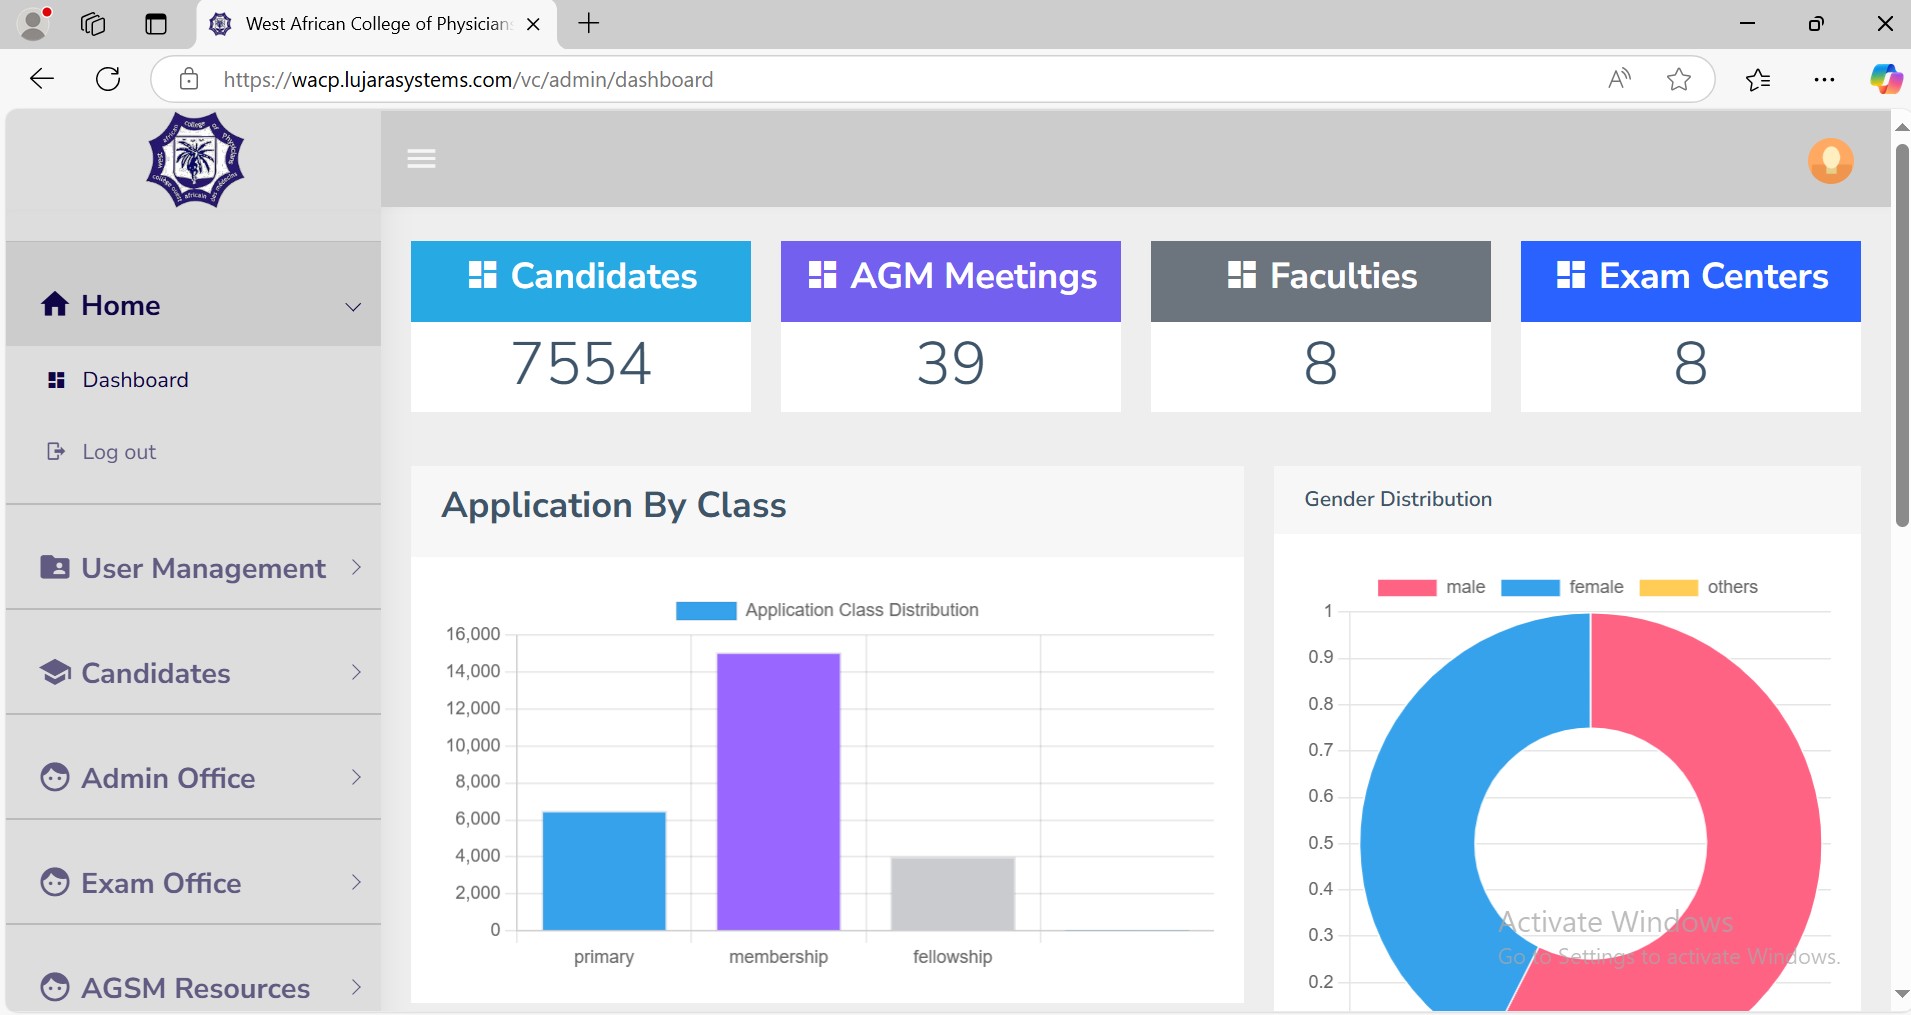 West African College of Physician
https://wacp.lujarasystems.com/vc/admin/dashboard
Home
Dashboard
Log out
User Management
Candidates
Admin Office
Exam Office
AGSM Resources
Candidates
7554
AGM Meetings
39
Faculties
8
Exam Centers
8
Application By Class
Application Class Distribution
16,000
14,000
12,000
10,000
8,000
6,000
4,000
2,000
0
primary membership fellowship
Gender Distribution
male female others
1
0.9
0.8
0.7
0.6
0.5
0.4
0.3
0.2
Activate Windows
Go to Settings to activate Windows.